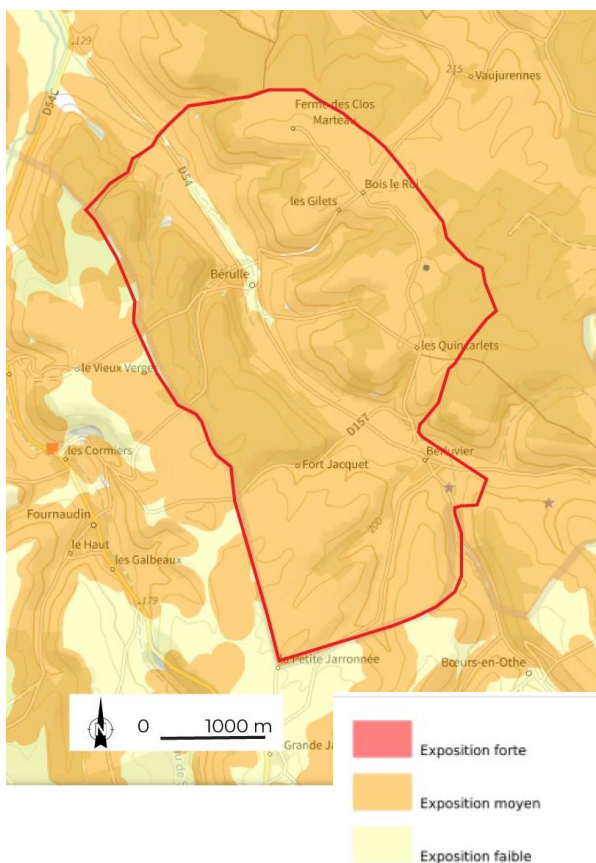 129
D54C
215
Vaujurennes
Ferme des Clos
Marteau
D54
Bois le Roi
les Gilets
Bérulle
les Quincarlets
le Vieux Verger
D157
les Cormiers
Fort Jacquet
Berluvier
Fournaudin
200
le Haut
les Galbeaux
179
la Petite Jarronnée
Bœurs-en-Othe
N
0 1000 m
Grande
Exposition forte
Exposition moyen
Exposition faible